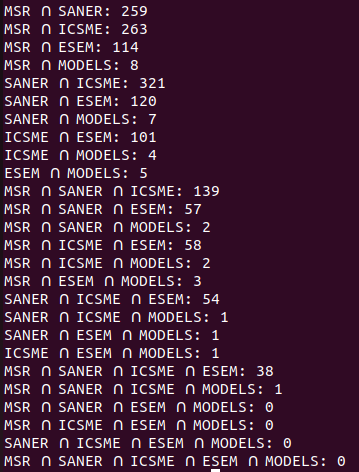 MSR ∩ SANER: 259
MSR ∩ ICSME: 263
MSR ∩ ESEM: 114
MSR ∩ MODELS: 8
SANER ∩ ICSME: 321
SANER ∩ ESEM: 120
SANER ∩ MODELS: 7
ICSME ∩ ESEM: 101
ICSME ∩ MODELS: 4
ESEM ∩ MODELS: 5
MSR ∩ SANER ∩ ICSME: 139
MSR ∩ SANER ∩ ESEM: 57
MSR ∩ SANER ∩ MODELS: 2
MSR ∩ ICSME ∩ ESEM: 58
MSR ∩ ICSME ∩ MODELS: 2
MSR ∩ ESEM ∩ MODELS: 3
SANER ∩ ICSME ∩ ESEM: 54
SANER ∩ ICSME ∩ MODELS: 1
SANER ∩ ESEM ∩ MODELS: 1
ICSME ∩ ESEM ∩ MODELS: 1
MSR ∩ SANER ∩ ICSME ∩ ESEM: 38
MSR ∩ SANER ∩ ICSME ∩ MODELS: 1
MSR ∩ SANER ∩ ESEM ∩ MODELS: 0
MSR ∩ ICSME ∩ ESEM ∩ MODELS: 0
SANER ∩ ICSME ∩ ESEM ∩ MODELS: 0
MSR ∩ SANER ∩ ICSME ∩ ESEM ∩ MODELS: 0